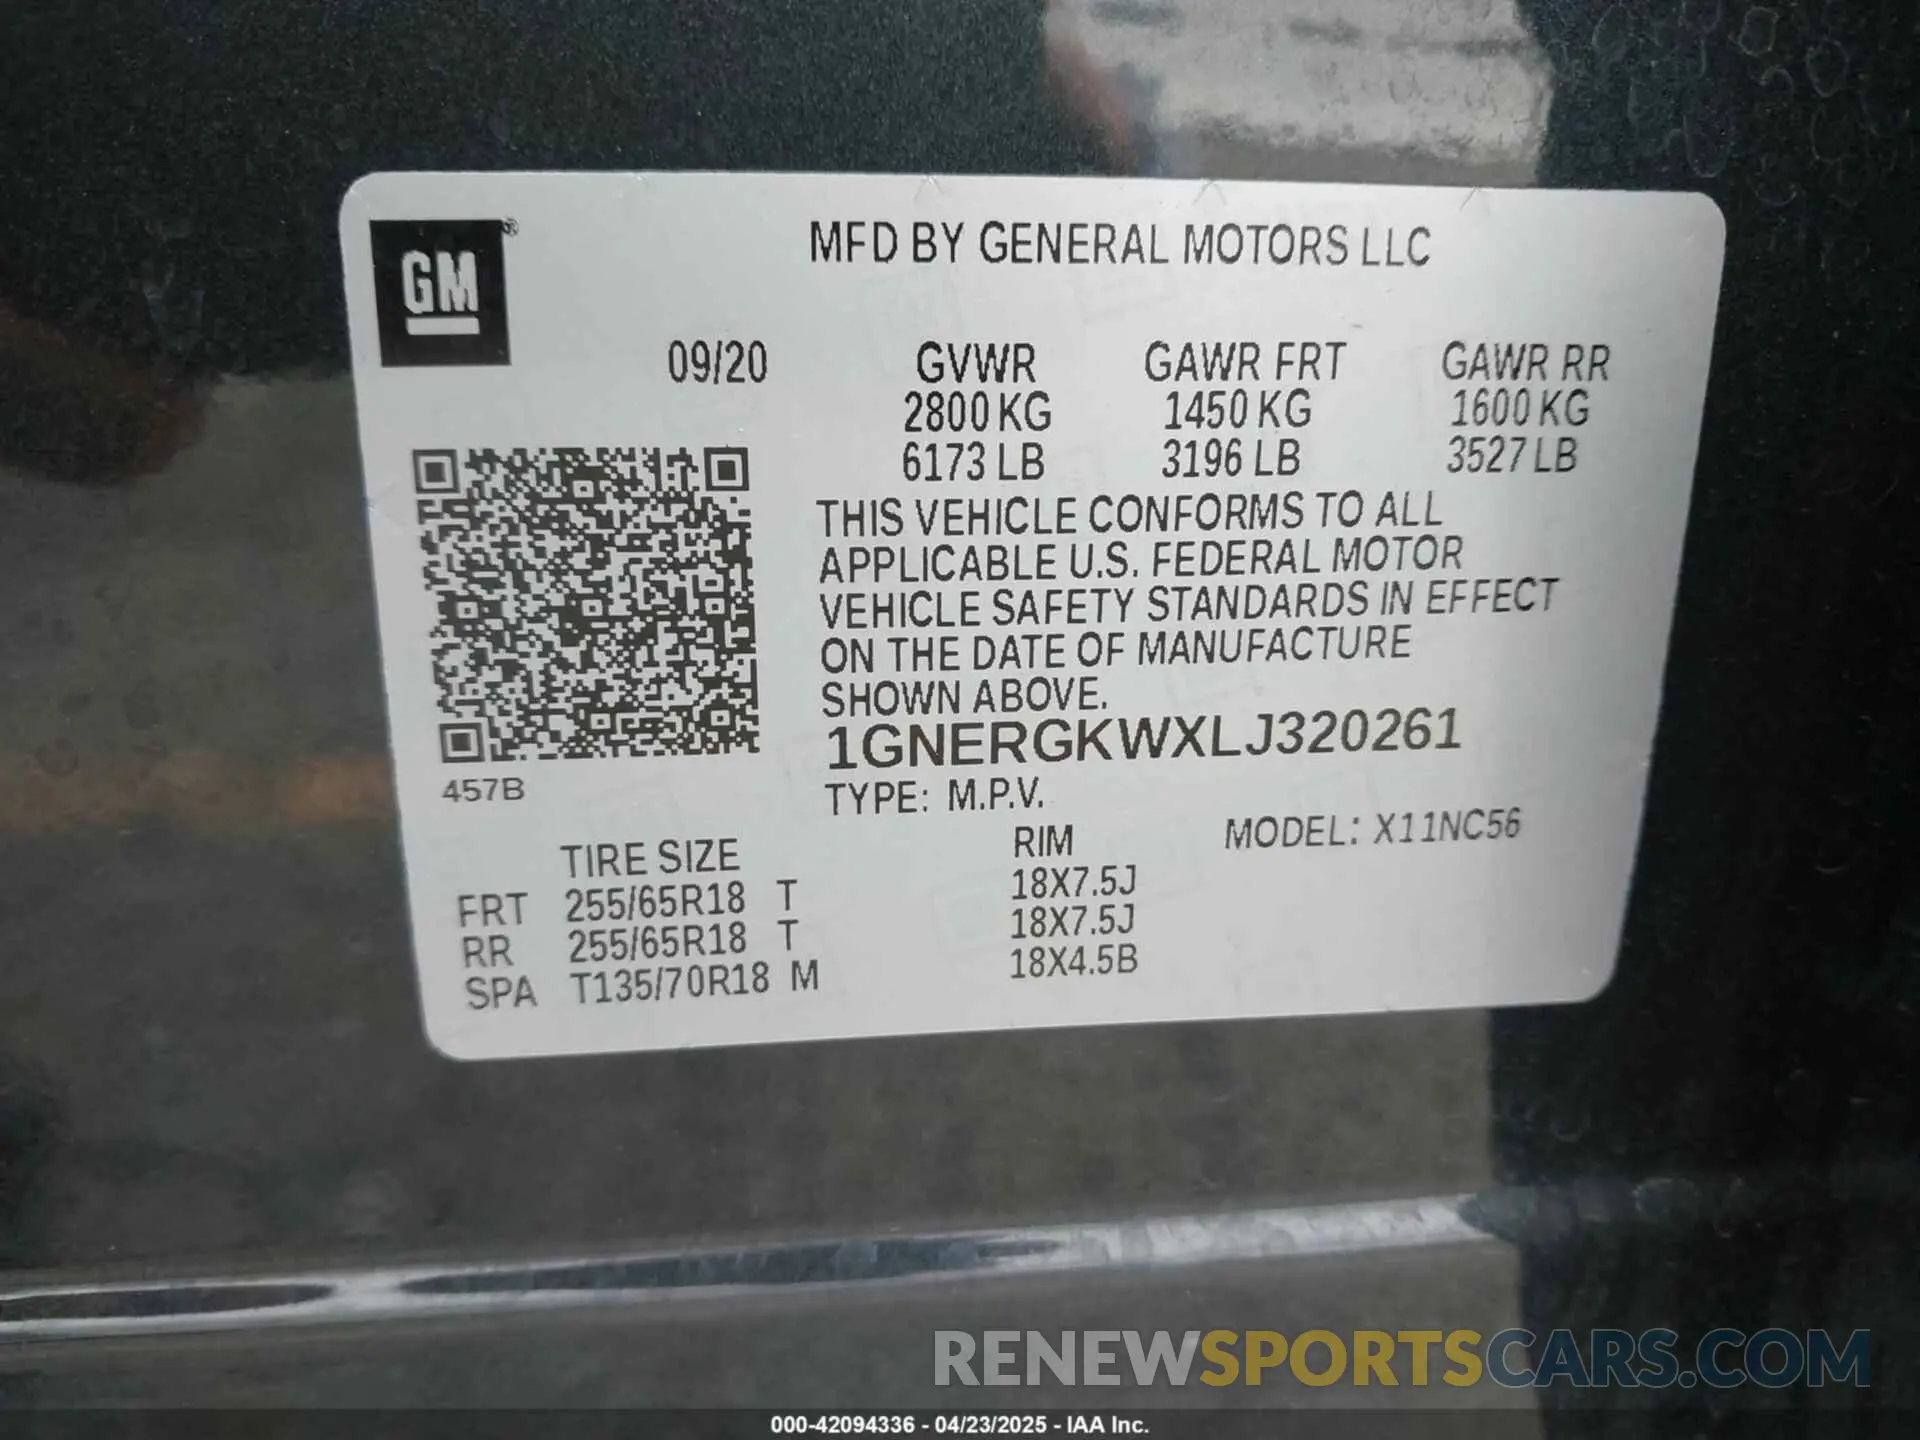 GM®
MFD BY GENERAL MOTORS LLC
09/20 GVWR GAWR FRT GAWR RR
2800 KG 1450 KG 1600 KG
6173 LB 3196 LB 3527 LB
THIS VEHICLE CONFORMS TO ALL
APPLICABLE U.S. FEDERAL MOTOR
VEHICLE SAFETY STANDARDS IN EFFECT
ON THE DATE OF MANUFACTURE
SHOWN ABOVE.
1GNERGKWXLJ320261
457B
TYPE: M.P.V.
MODEL: X11NC56
TIRE SIZE RIM
FRT 255/65R18 T 18X7.5J
RR 255/65R18 T 18X7.5J
SPA T135/70R18 M 18X4.5B
RENEWSPORTSCARS.COM
000-42094336 - 04/23/2025 - IAA Inc.